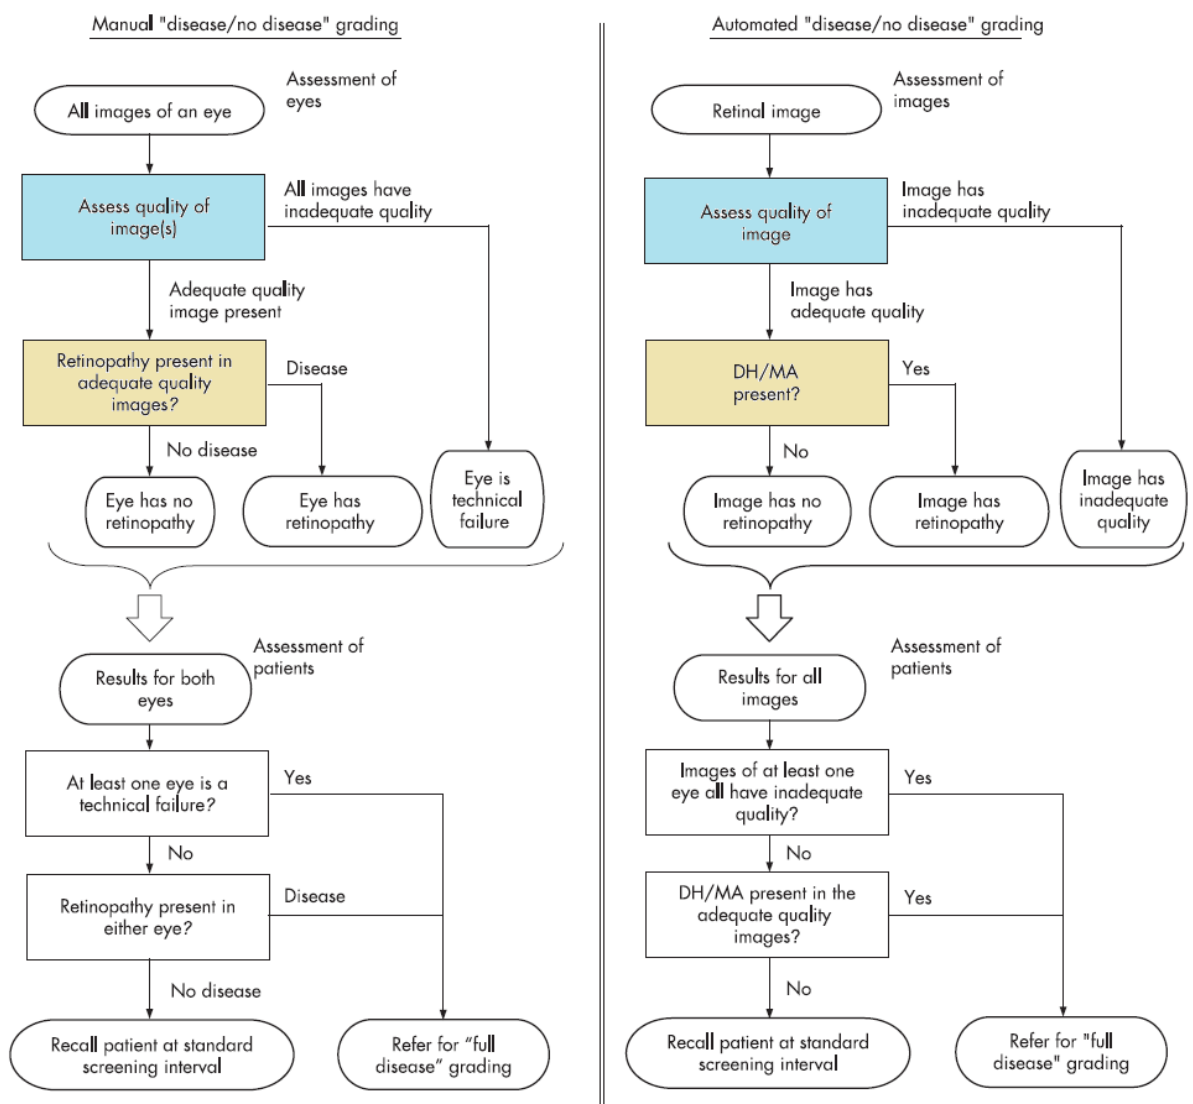 Manual "disease/no disease" grading
Assessment of
eyes
All images of an eye
Assess quality of
image(s)
All images have
inadequate quality
Adequate quality
image present
Retinopathy present in
adequate quality
images?
Disease
No disease
Eye has no
retinopathy
Eye has
retinopathy
Eye is
technical
failure
Assessment of
patients
Results for both
eyes
At least one eye is a
technical failure?
Yes
No
Retinopathy present in
either eye?
Disease
No disease
Recall patient at standard
screening interval
Refer for “full
disease” grading
Automated "disease/no disease" grading
Assessment of
images
Retinal image
Assess quality of
image
Image has
inadequate quality
Image has
adequate quality
DH/MA
present?
Yes
No
Image has no
retinopathy
Image has
retinopathy
Image has
inadequate
quality
Assessment of
patients
Results for all
images
Images of at least one
eye all have inadequate
quality?
Yes
No
DH/MA present in the
adequate quality
images?
Yes
No
Recall patient at standard
screening interval
Refer for "full
disease" grading